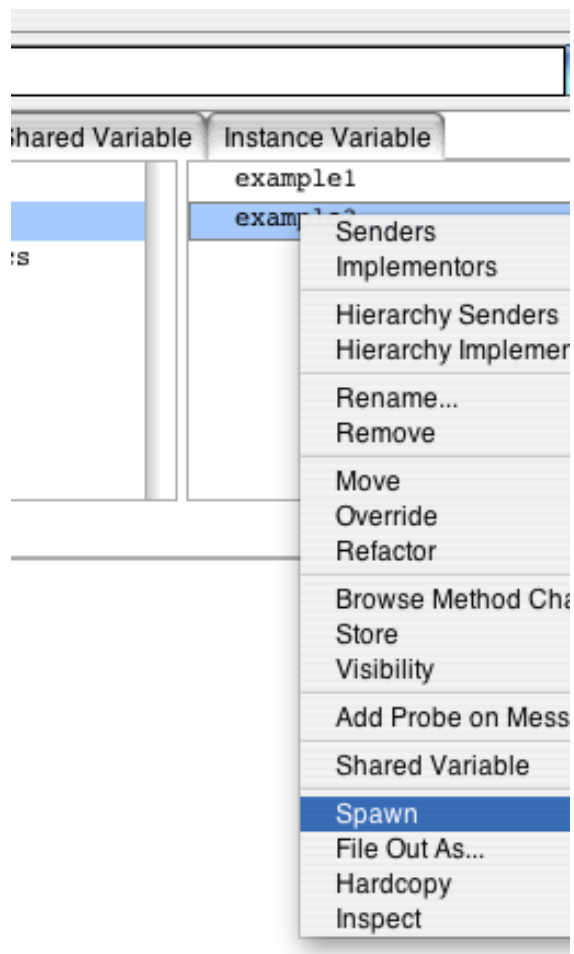 Shared Variable Instance Variable
example1
:s
Senders
Implementors
Hierarchy Senders
Hierarchy Implemen
Rename...
Remove
Move
Override
Refactor
Browse Method Cha
Store
Visibility
Add Probe on Mess
Shared Variable
Spawn
File Out As...
Hardcopy
Inspect